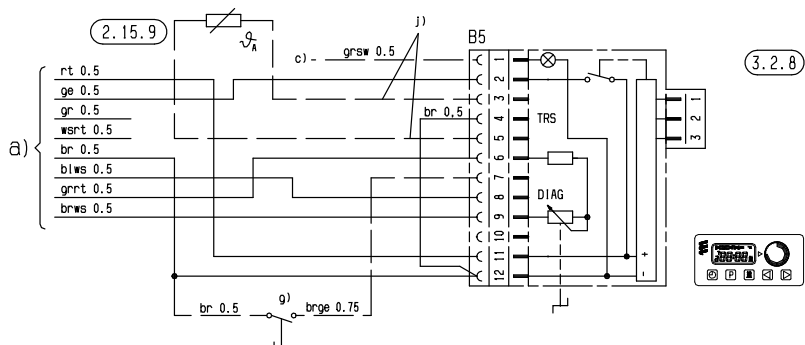 2.15.9
ϑA
j)
c)
grsw 0.5
B5
3.2.8
a)
rt 0.5
ge 0.5
gr 0.5
wsrt 0.5
br 0.5
blws 0.5
grrt 0.5
brws 0.5
br 0.5
1
2
3
4
5
6
7
8
9
10
11
12
TRS
DIAG
+
-
1
2
3
P
br 0.5
g)
brge 0.75